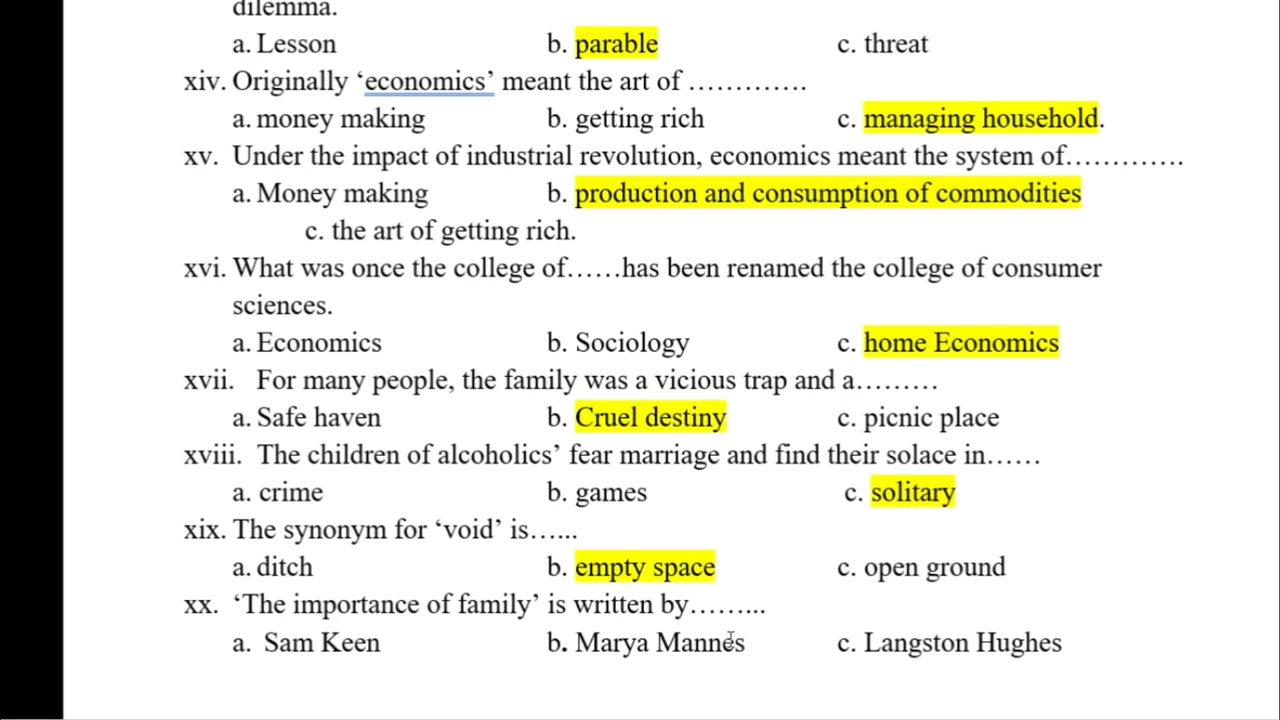 dilemma.
a. Lesson b. parable c. threat
xiv. Originally ‘economics’ meant the art of ………….
a. money making b. getting rich c. managing household.
xv. Under the impact of industrial revolution, economics meant the system of………….
a. Money making b. production and consumption of commodities
c. the art of getting rich.
xvi. What was once the college of……has been renamed the college of consumer
sciences.
a. Economics b. Sociology c. home Economics
xvii. For many people, the family was a vicious trap and a………
a. Safe haven b. Cruel destiny c. picnic place
xviii. The children of alcoholics’ fear marriage and find their solace in……
a. crime b. games c. solitary
xix. The synonym for ‘void’ is…...
a. ditch b. empty space c. open ground
xx. ‘The importance of family’ is written by……...
a. Sam Keen b. Marya Mannes c. Langston Hughes